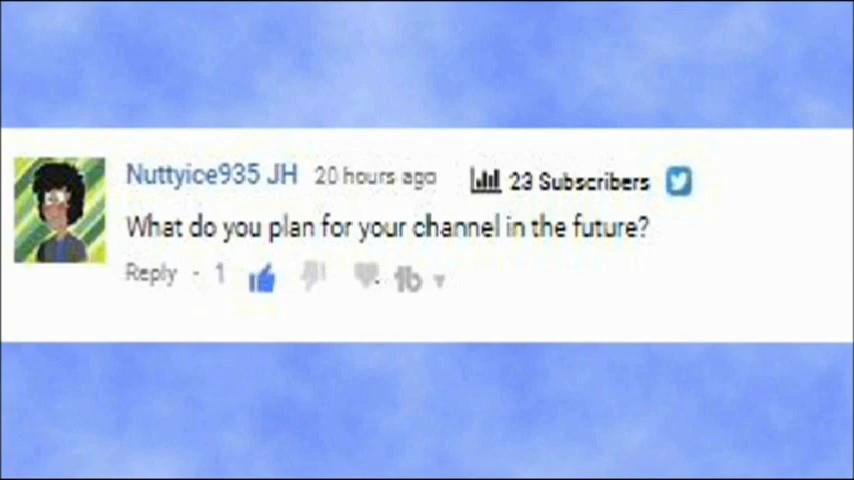 Nuttyice935 JH 20 hours ago 23 Subscribers
What do you plan for your channel in the future?
Reply · 1 tb